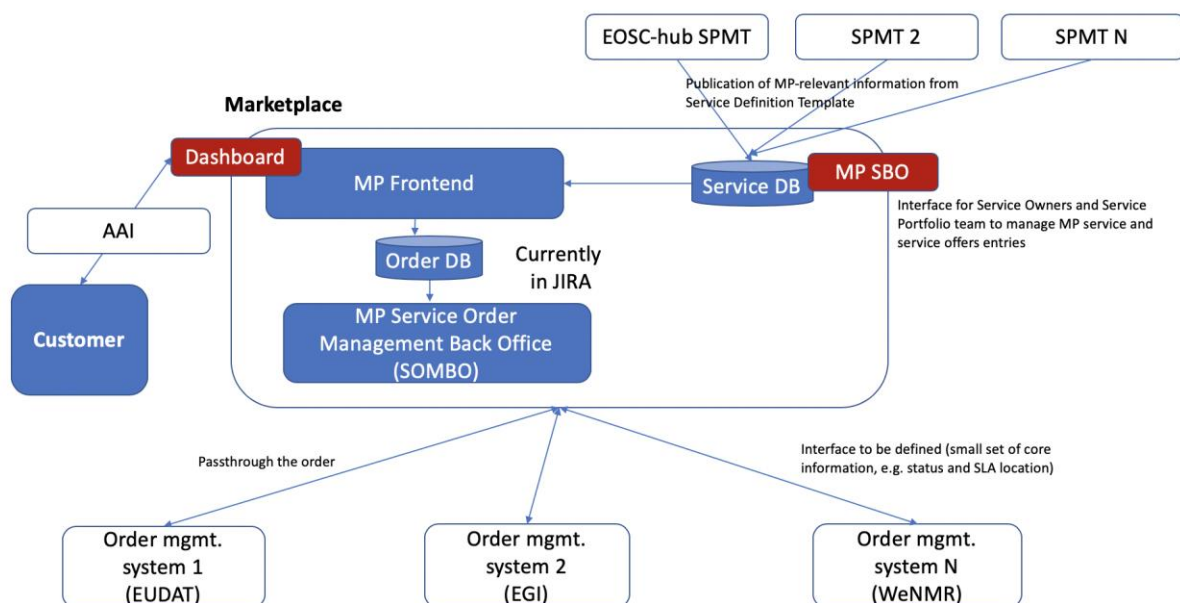 EOSC-hub SPMT
SPMT 2
SPMT N
Publication of MP-relevant information from
Service Definition Template
Marketplace
Dashboard
MP Frontend
Service DB
MP SBO
Interface for Service Owners and Service
Portfolio team to manage MP service and
service offers entries
AAI
Order DB
Currently
in JIRA
Customer
MP Service Order
Management Back Office
(SOMBO)
Passthrough the order
Interface to be defined (small set of core
information, e.g. status and SLA location)
Order mgmt.
system 1
(EUDAT)
Order mgmt.
system 2
(EGI)
Order mgmt.
system N
(WeNMR)